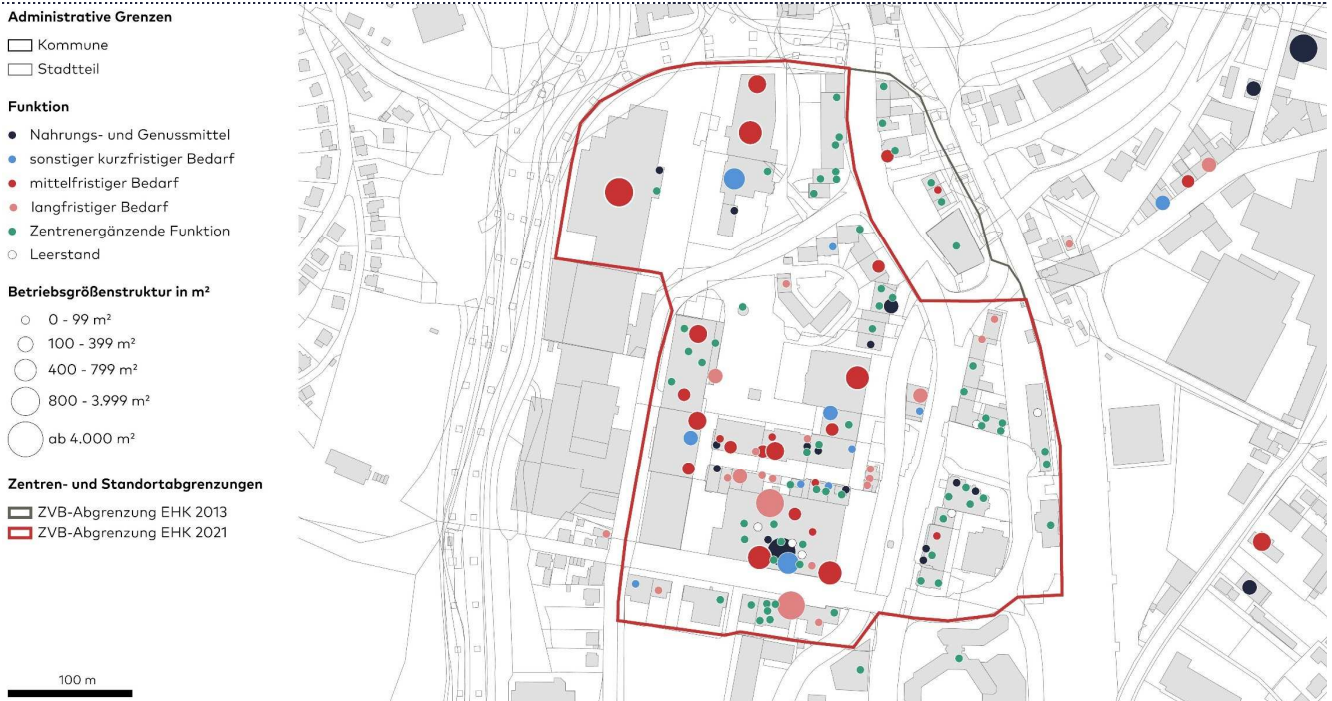 Administrative Grenzen
Kommune
Stadtteil
Funktion
Nahrungs- und Genussmittel
sonstiger kurzfristiger Bedarf
mittelfristiger Bedarf
langfristiger Bedarf
Zentrenergänzende Funktion
Leerstand
Betriebsgrößenstruktur in m²
0 - 99 m²
100 - 399 m²
400 - 799 m²
800 - 3.999 m²
ab 4.000 m²
Zentren- und Standortabgrenzungen
ZVB-Abgrenzung EHK 2013
ZVB-Abgrenzung EHK 2021
100 m